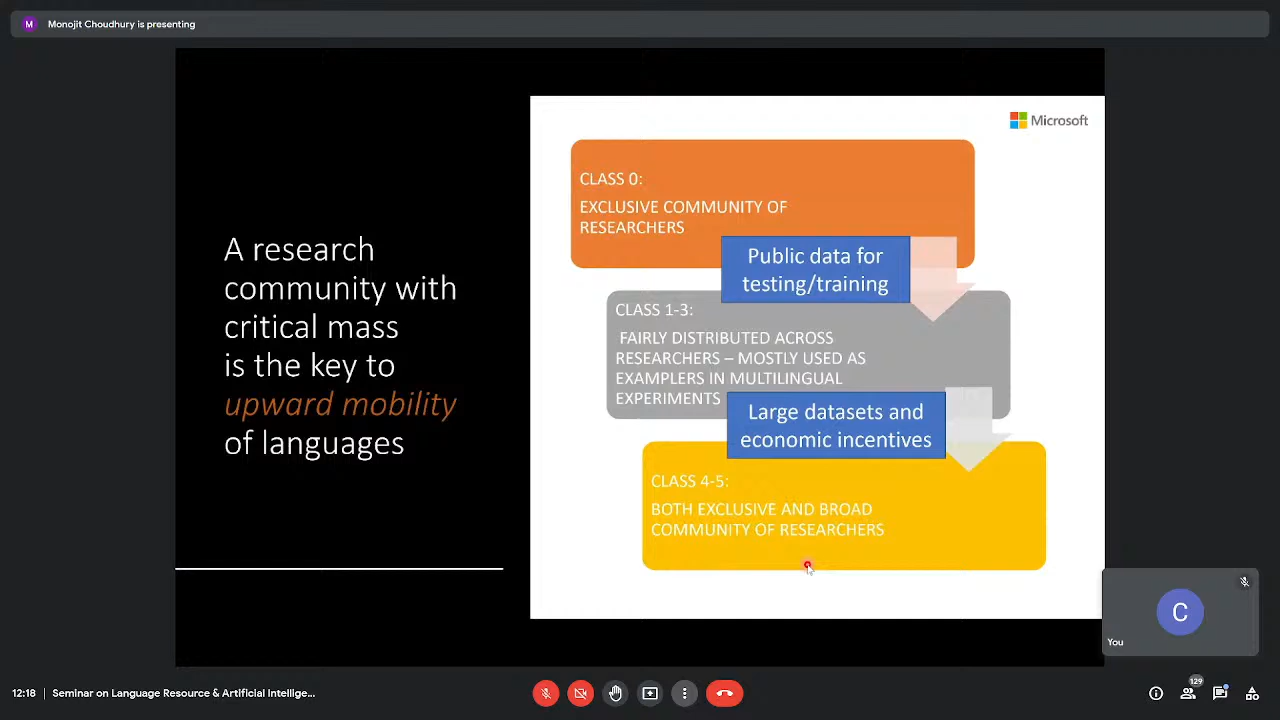 M Monojit Choudhury is presenting
Microsoft
A research
community with
critical mass
is the key to
upward mobility
of languages
CLASS 0:
EXCLUSIVE COMMUNITY OF
RESEARCHERS
Public data for
testing/training
CLASS 1-3:
FAIRLY DISTRIBUTED ACROSS
RESEARCHERS – MOSTLY USED AS
EXAMPLERS IN MULTILINGUAL
EXPERIMENTS
Large datasets and
economic incentives
CLASS 4-5:
BOTH EXCLUSIVE AND BROAD
COMMUNITY OF RESEARCHERS
C
You
12:18 | Seminar on Language Resource & Artificial Intellige...
129